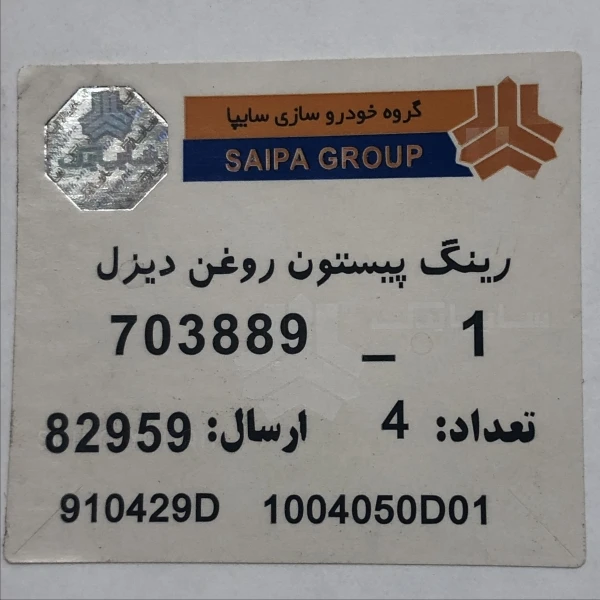 گروه خودرو سازی سایپا
SAIPA GROUP
رینگ پیستون روغن دیزل
703889 _ 1
تعداد: 4 ارسال: 82959
910429D 1004050D01